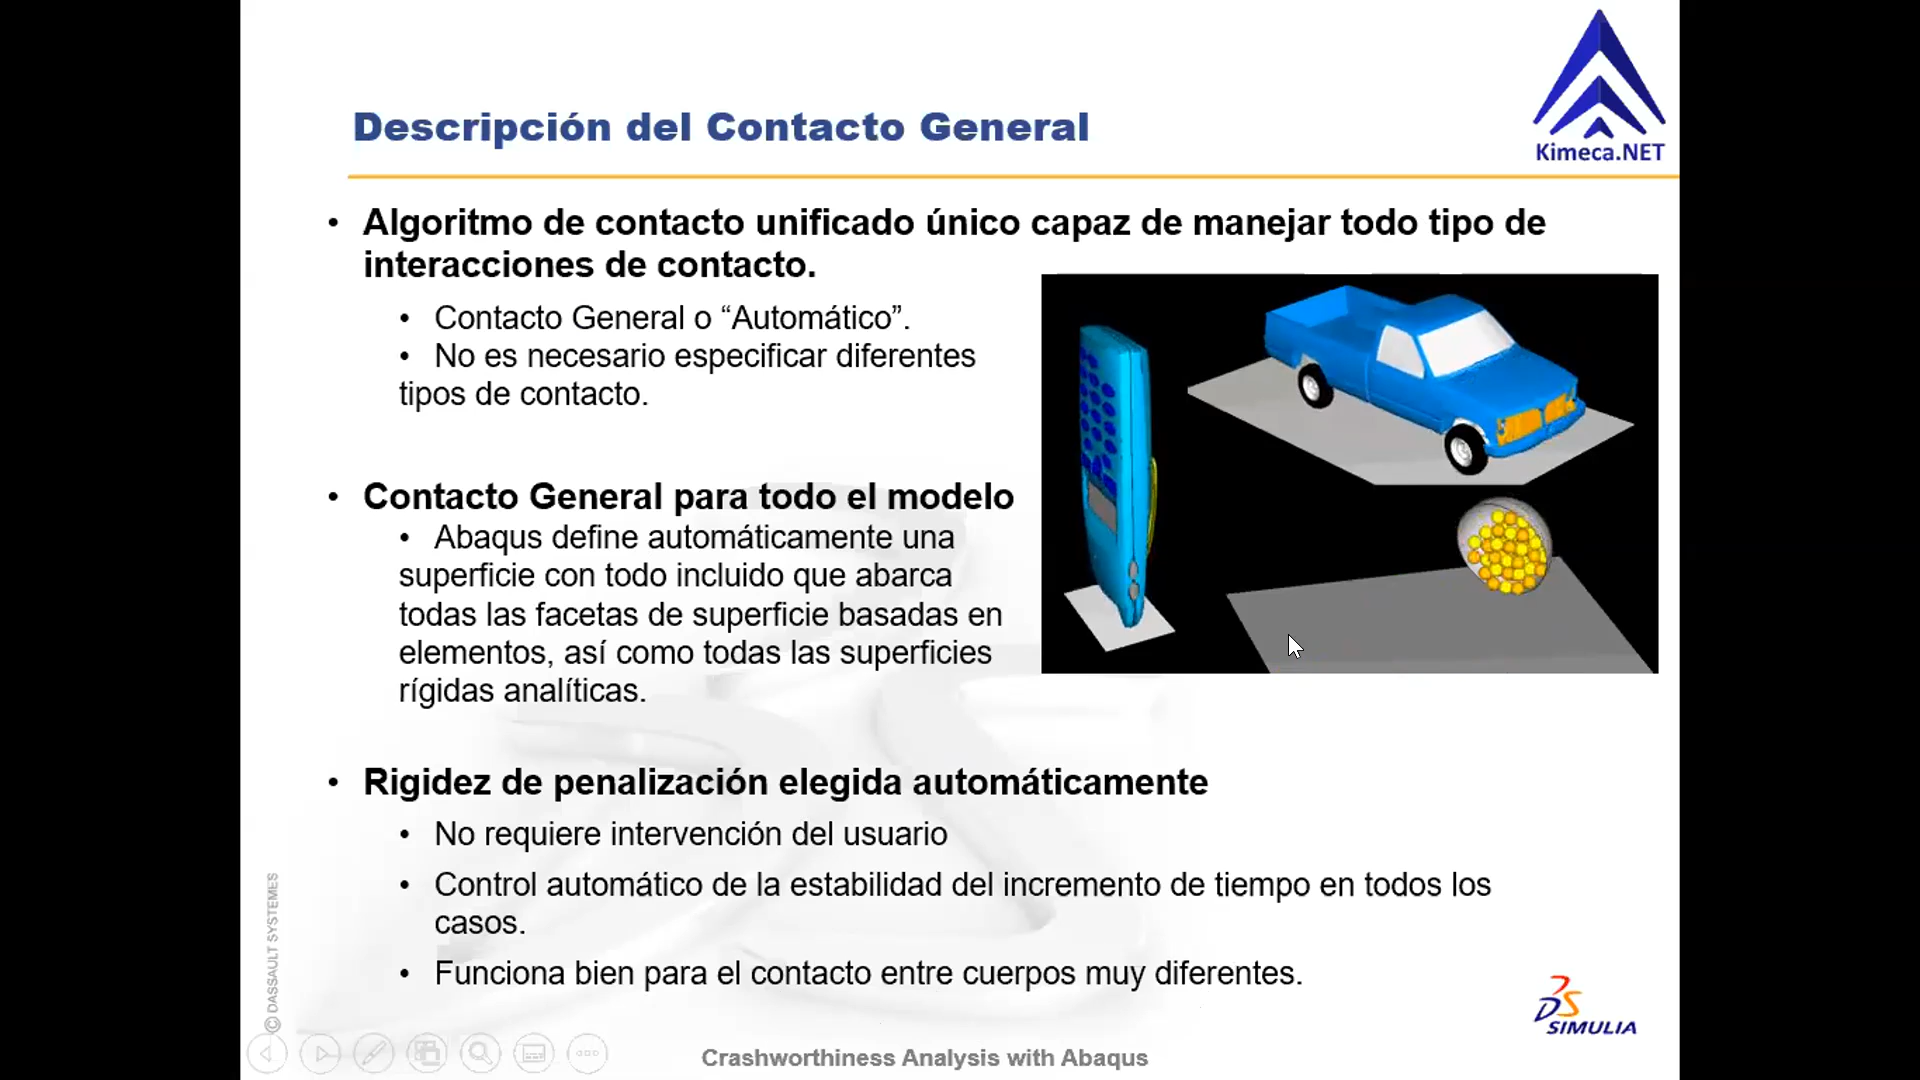 Kimeca.NET
Descripción del Contacto General
• Algoritmo de contacto unificado único capaz de manejar todo tipo de
interacciones de contacto.
• Contacto General o “Automático”.
• No es necesario especificar diferentes
tipos de contacto.
• Contacto General para todo el modelo
• Abaqus define automáticamente una
superficie con todo incluido que abarca
todas las facetas de superficie basadas en
elementos, así como todas las superficies
rígidas analíticas.
• Rigidez de penalización elegida automáticamente
• No requiere intervención del usuario
• Control automático de la estabilidad del incremento de tiempo en todos los
casos.
• Funciona bien para el contacto entre cuerpos muy diferentes.
© DASSAULT SYSTEMES
DS SIMULIA
Crashworthiness Analysis with Abaqus